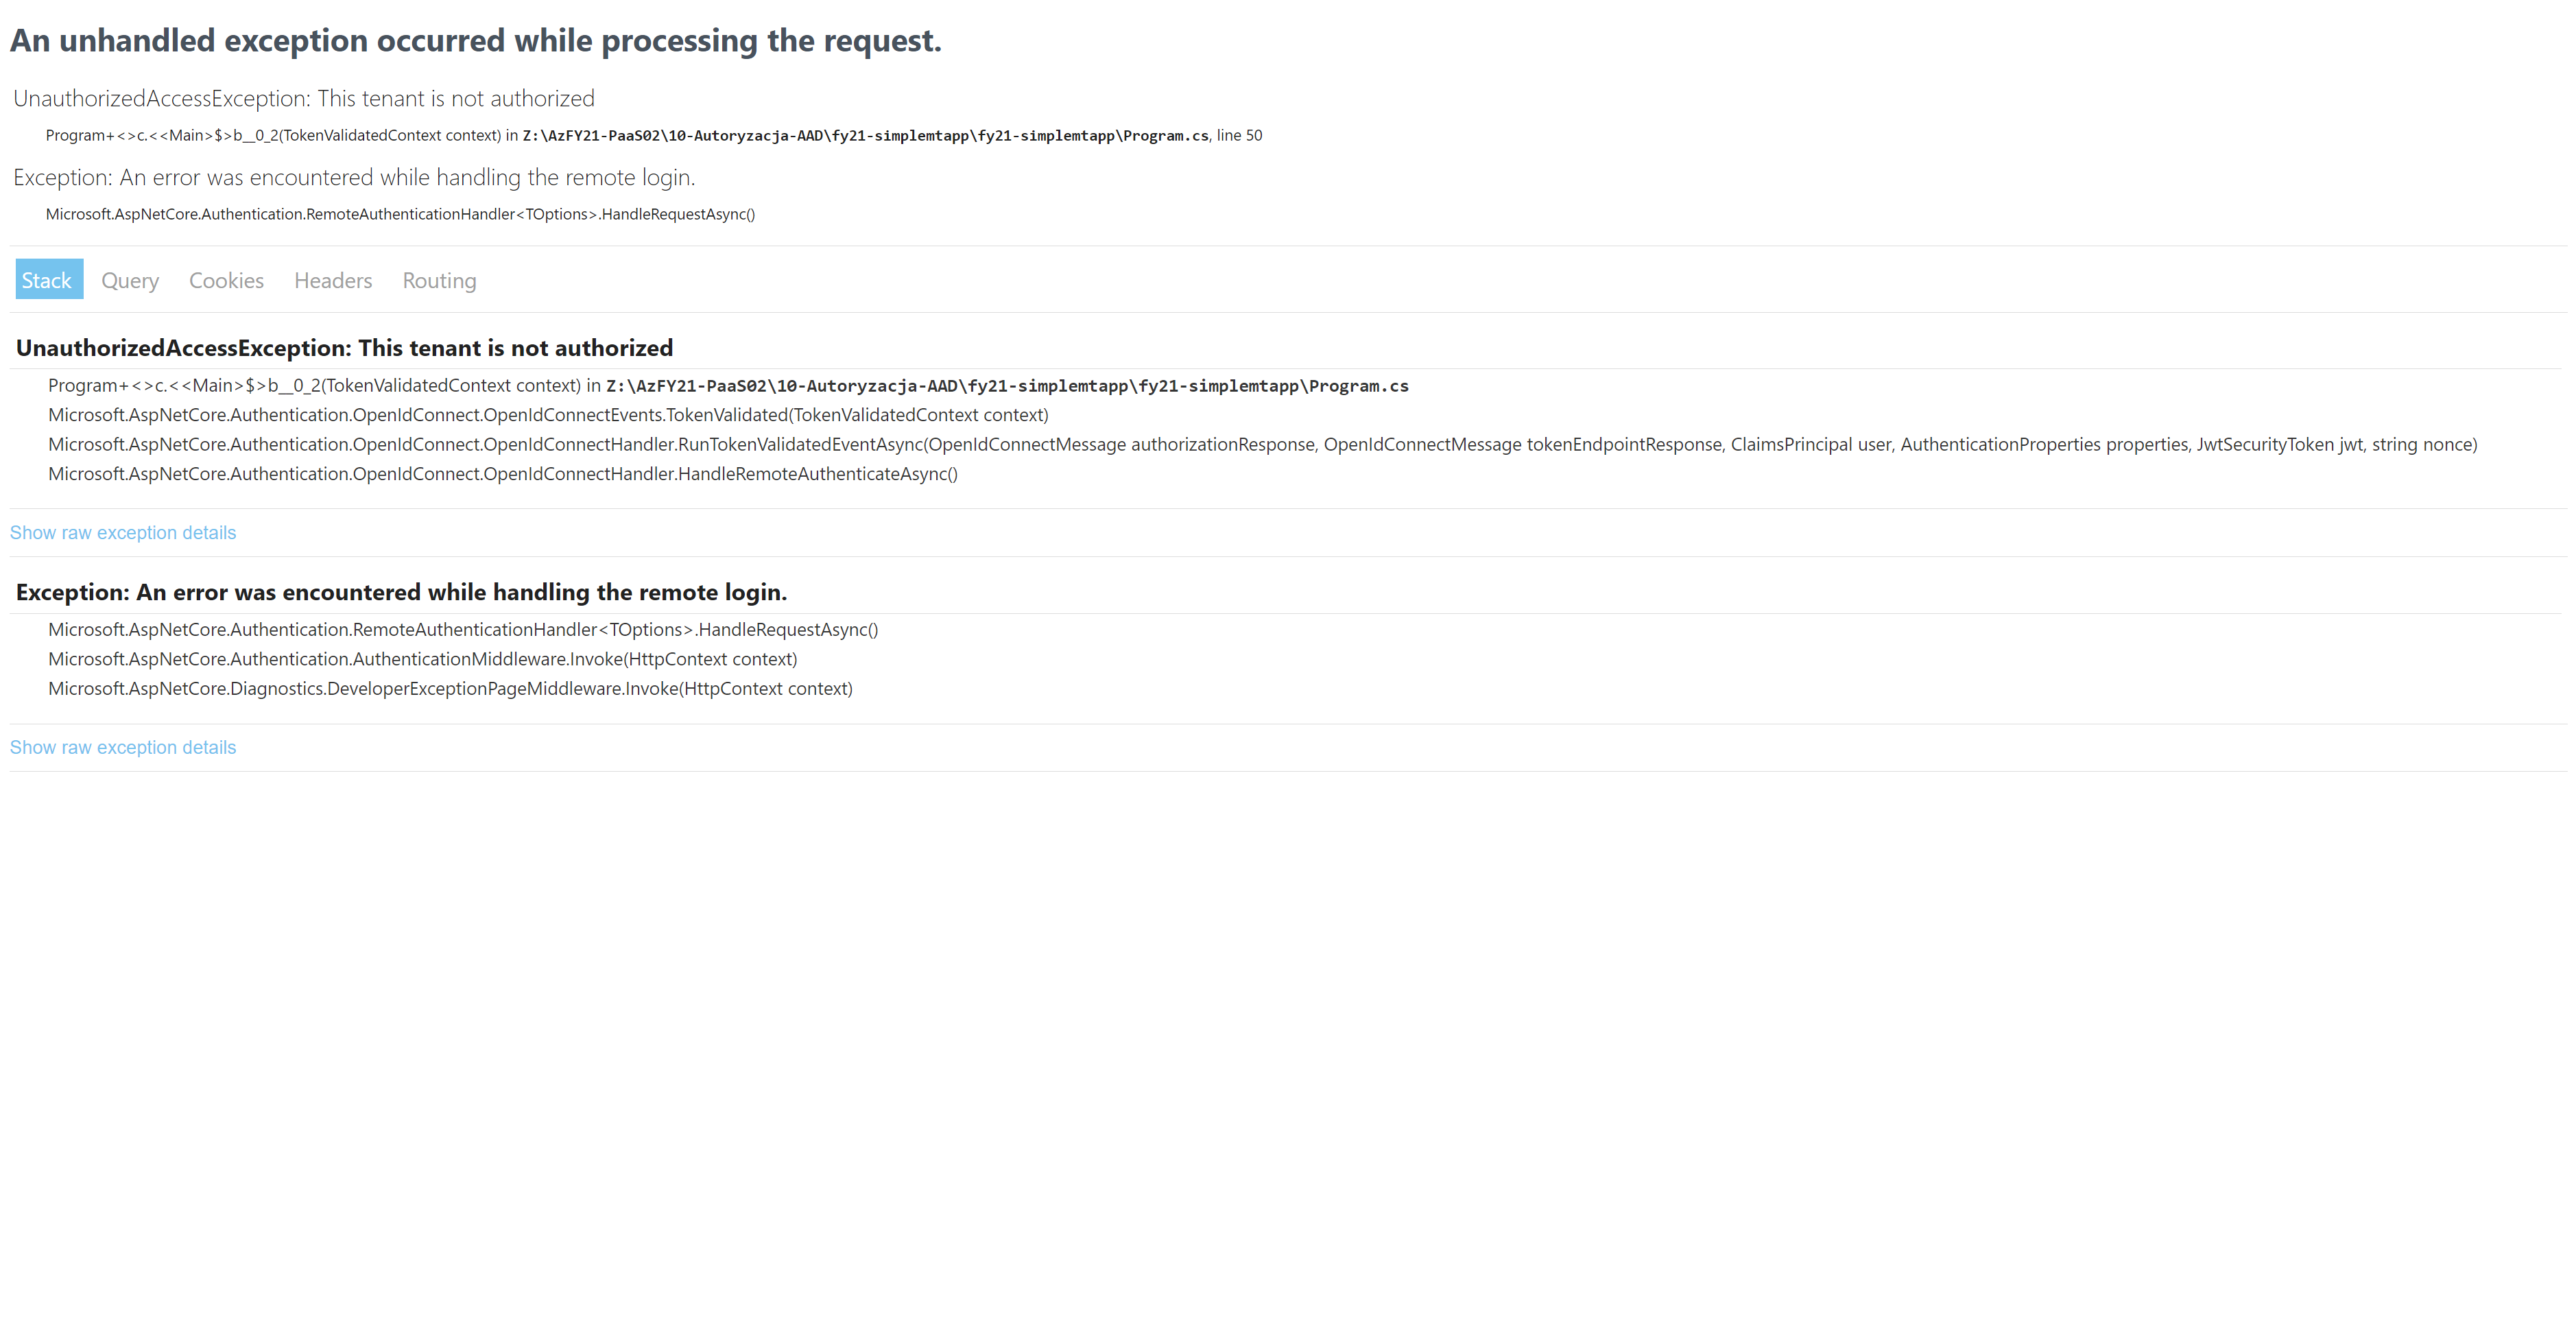 An unhandled exception occurred while processing the request.
UnauthorizedAccessException: This tenant is not authorized
Program+<>c.<<Main>$>b__0_2(TokenValidatedContext context) in Z:\AzFY21-PaaS02\10-Autoryzacja-AAD\fy21-simplemtapp\fy21-simplemtapp\Program.cs, line 50
Exception: An error was encountered while handling the remote login.
Microsoft.AspNetCore.Authentication.RemoteAuthenticationHandler<TOptions>.HandleRequestAsync()
Stack Query Cookies Headers Routing
UnauthorizedAccessException: This tenant is not authorized
Program+<>c.<<Main>$>b__0_2(TokenValidatedContext context) in Z:\AzFY21-PaaS02\10-Autoryzacja-AAD\fy21-simplemtapp\fy21-simplemtapp\Program.cs
Microsoft.AspNetCore.Authentication.OpenIdConnect.OpenIdConnectEvents.TokenValidated(TokenValidatedContext context)
Microsoft.AspNetCore.Authentication.OpenIdConnect.OpenIdConnectHandler.RunTokenValidatedEventAsync(OpenIdConnectMessage authorizationResponse, OpenIdConnectMessage tokenEndpointResponse, ClaimsPrincipal user, AuthenticationProperties properties, JwtSecurityToken jwt, string nonce)
Microsoft.AspNetCore.Authentication.OpenIdConnect.OpenIdConnectHandler.HandleRemoteAuthenticateAsync()
Show raw exception details
Exception: An error was encountered while handling the remote login.
Microsoft.AspNetCore.Authentication.RemoteAuthenticationHandler<TOptions>.HandleRequestAsync()
Microsoft.AspNetCore.Authentication.AuthenticationMiddleware.Invoke(HttpContext context)
Microsoft.AspNetCore.Diagnostics.DeveloperExceptionPageMiddleware.Invoke(HttpContext context)
Show raw exception details